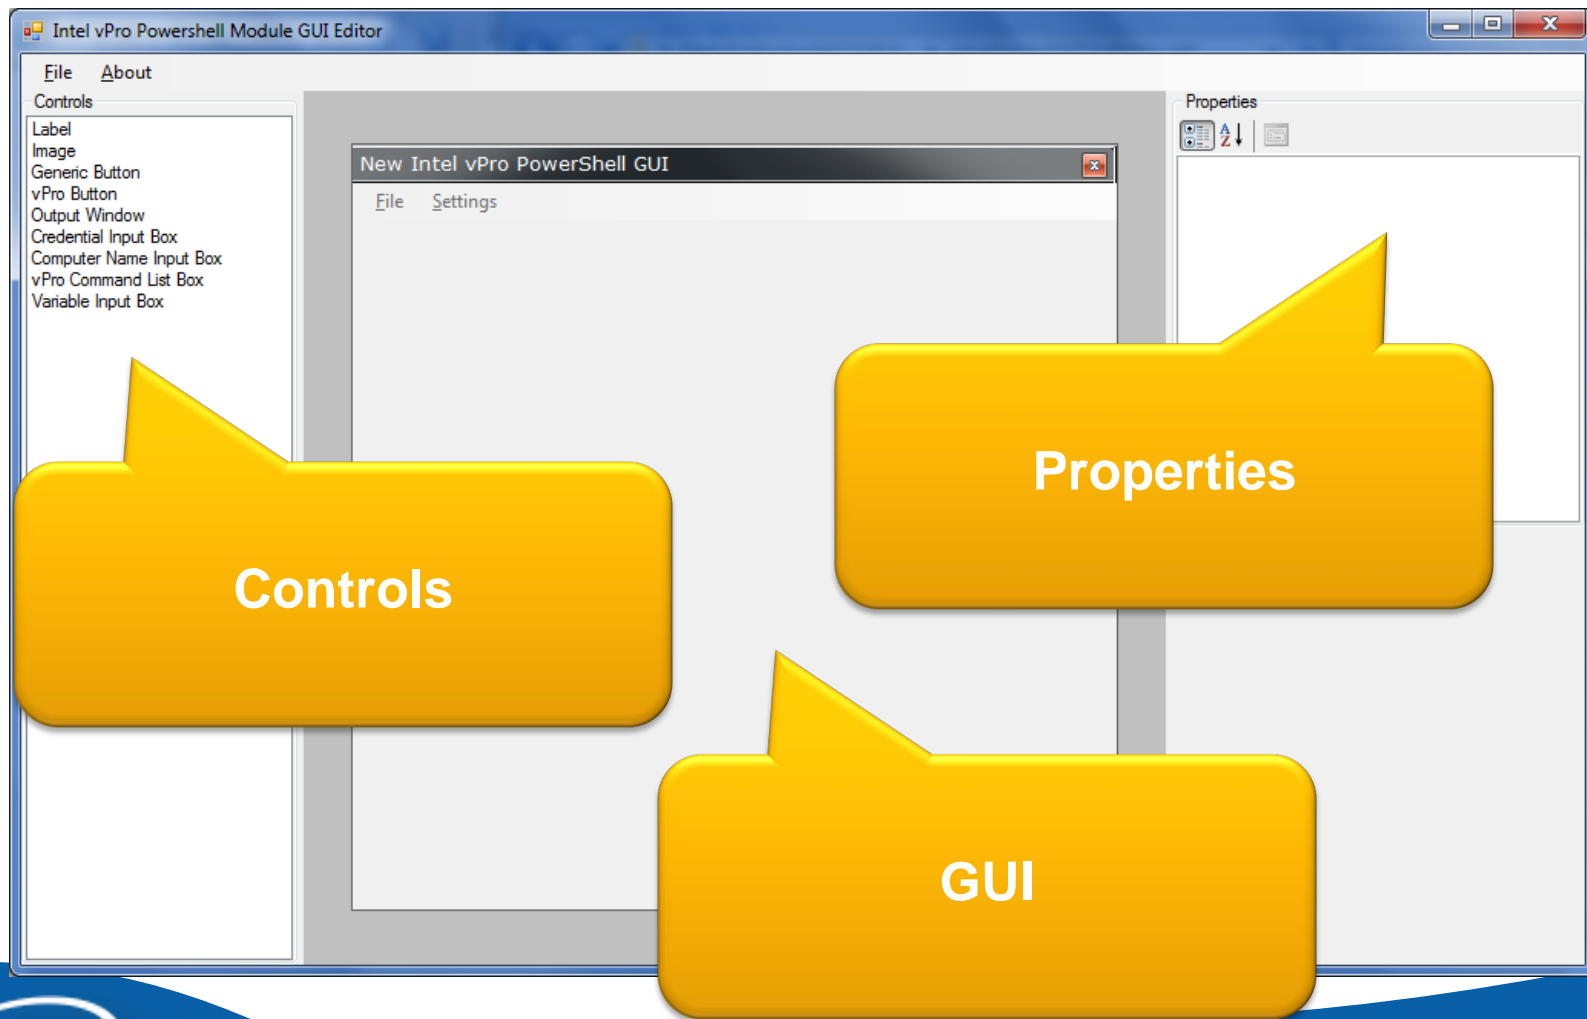 Intel vPro Powershell Module GUI Editor
File About
Controls
Label
Image
Generic Button
vPro Button
Output Window
Credential Input Box
Computer Name Input Box
vPro Command List Box
Variable Input Box
New Intel vPro PowerShell GUI
File Settings
Properties
A
Z
Properties
Controls
GUI